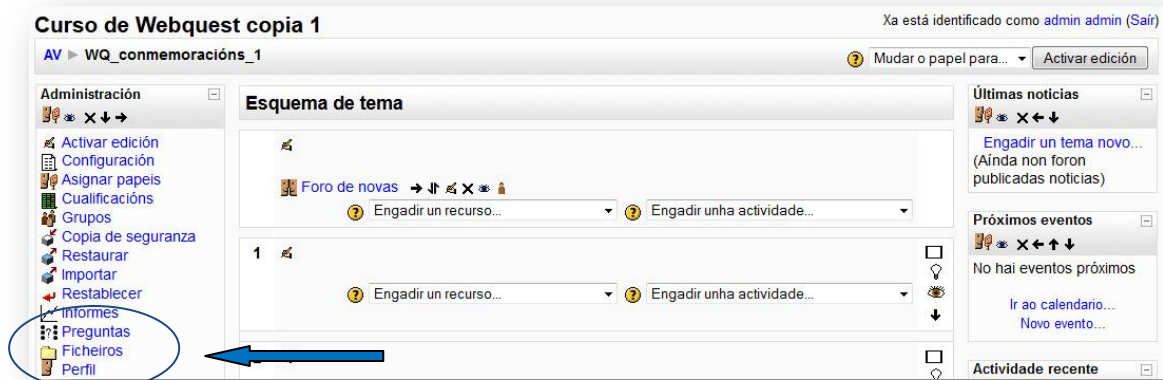 Curso de Webquest copia 1
Xa está identificado como admin admin (Saír)
AV ► WQ_conmemoracións_1
Mudar o papel para...
Activar edición
Administración
Activar edición
Configuración
Asignar papeis
Cualificacións
Grupos
Copia de seguranza
Restaurar
Importar
Restablecer
Informes
Preguntas
Ficheiros
Perfil
Esquema de tema
Foro de novas
Engadir un recurso... Engadir unha actividade...
1
Engadir un recurso... Engadir unha actividade...
Últimas noticias
Engadir un tema novo...
(Aínda non foron
publicadas noticias)
Próximos eventos
No hai eventos próximos
Ir ao calendario...
Novo evento...
Actividade recente